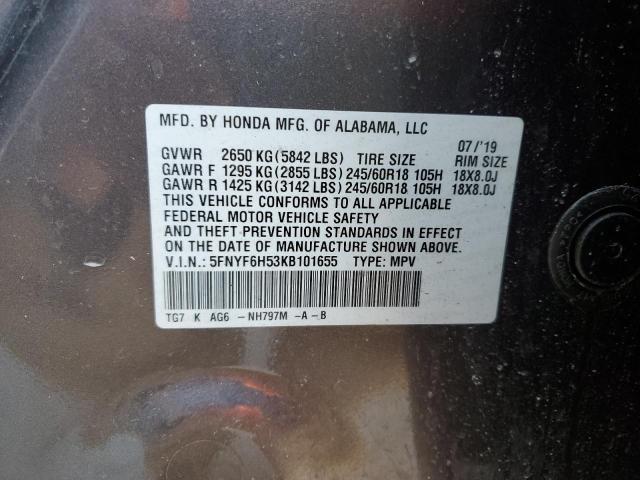 MFD. BY HONDA MFG. OF ALABAMA, LLC
07/'19
GVWR 2650 KG (5842 LBS) TIRE SIZE RIM SIZE
GAWR F 1295 KG (2855 LBS) 245/60R18 105H 18X8.0J
GAWR R 1425 KG (3142 LBS) 245/60R18 105H 18X8.0J
THIS VEHICLE CONFORMS TO ALL APPLICABLE
FEDERAL MOTOR VEHICLE SAFETY
AND THEFT PREVENTION STANDARDS IN EFFECT
ON THE DATE OF MANUFACTURE SHOWN ABOVE.
V.I.N.: 5FNYF6H53KB101655 TYPE: MPV
TG7 K AG6 -NH797M -A-B